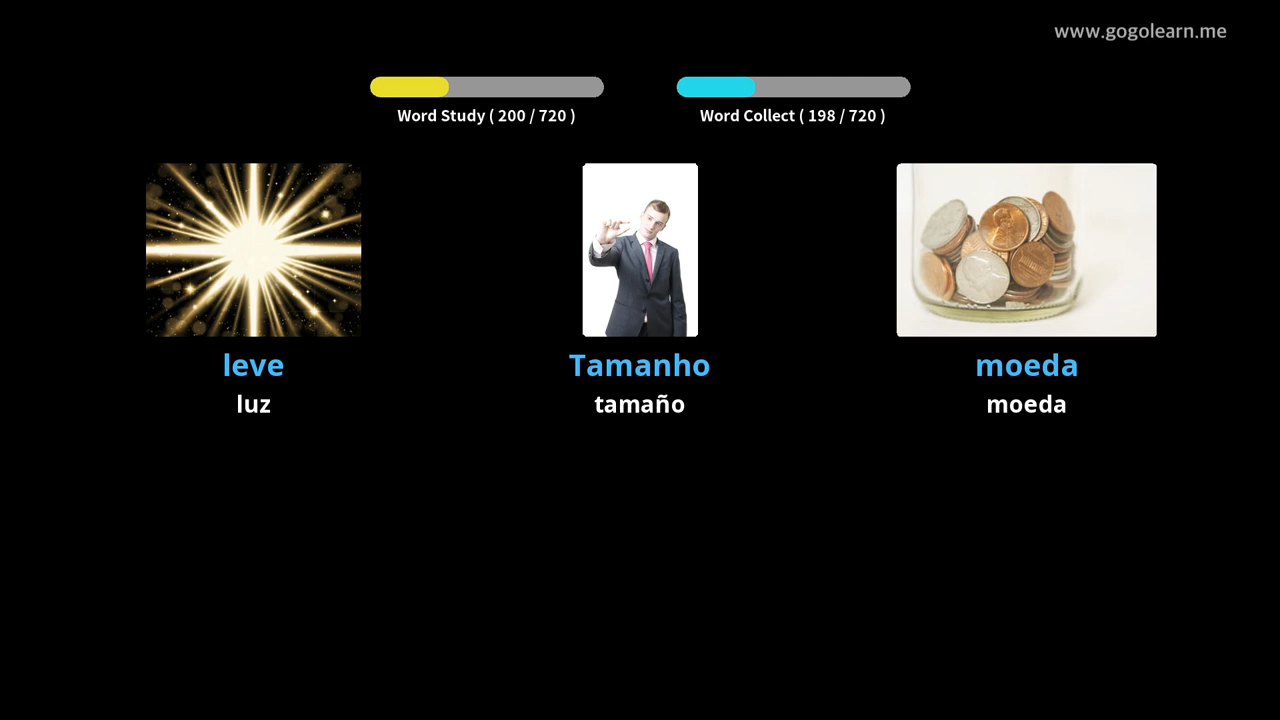 www.gogolearn.me
Word Study ( 200 / 720 )
Word Collect ( 198 / 720 )
leve
luz
Tamanho
tamaño
moeda
moeda